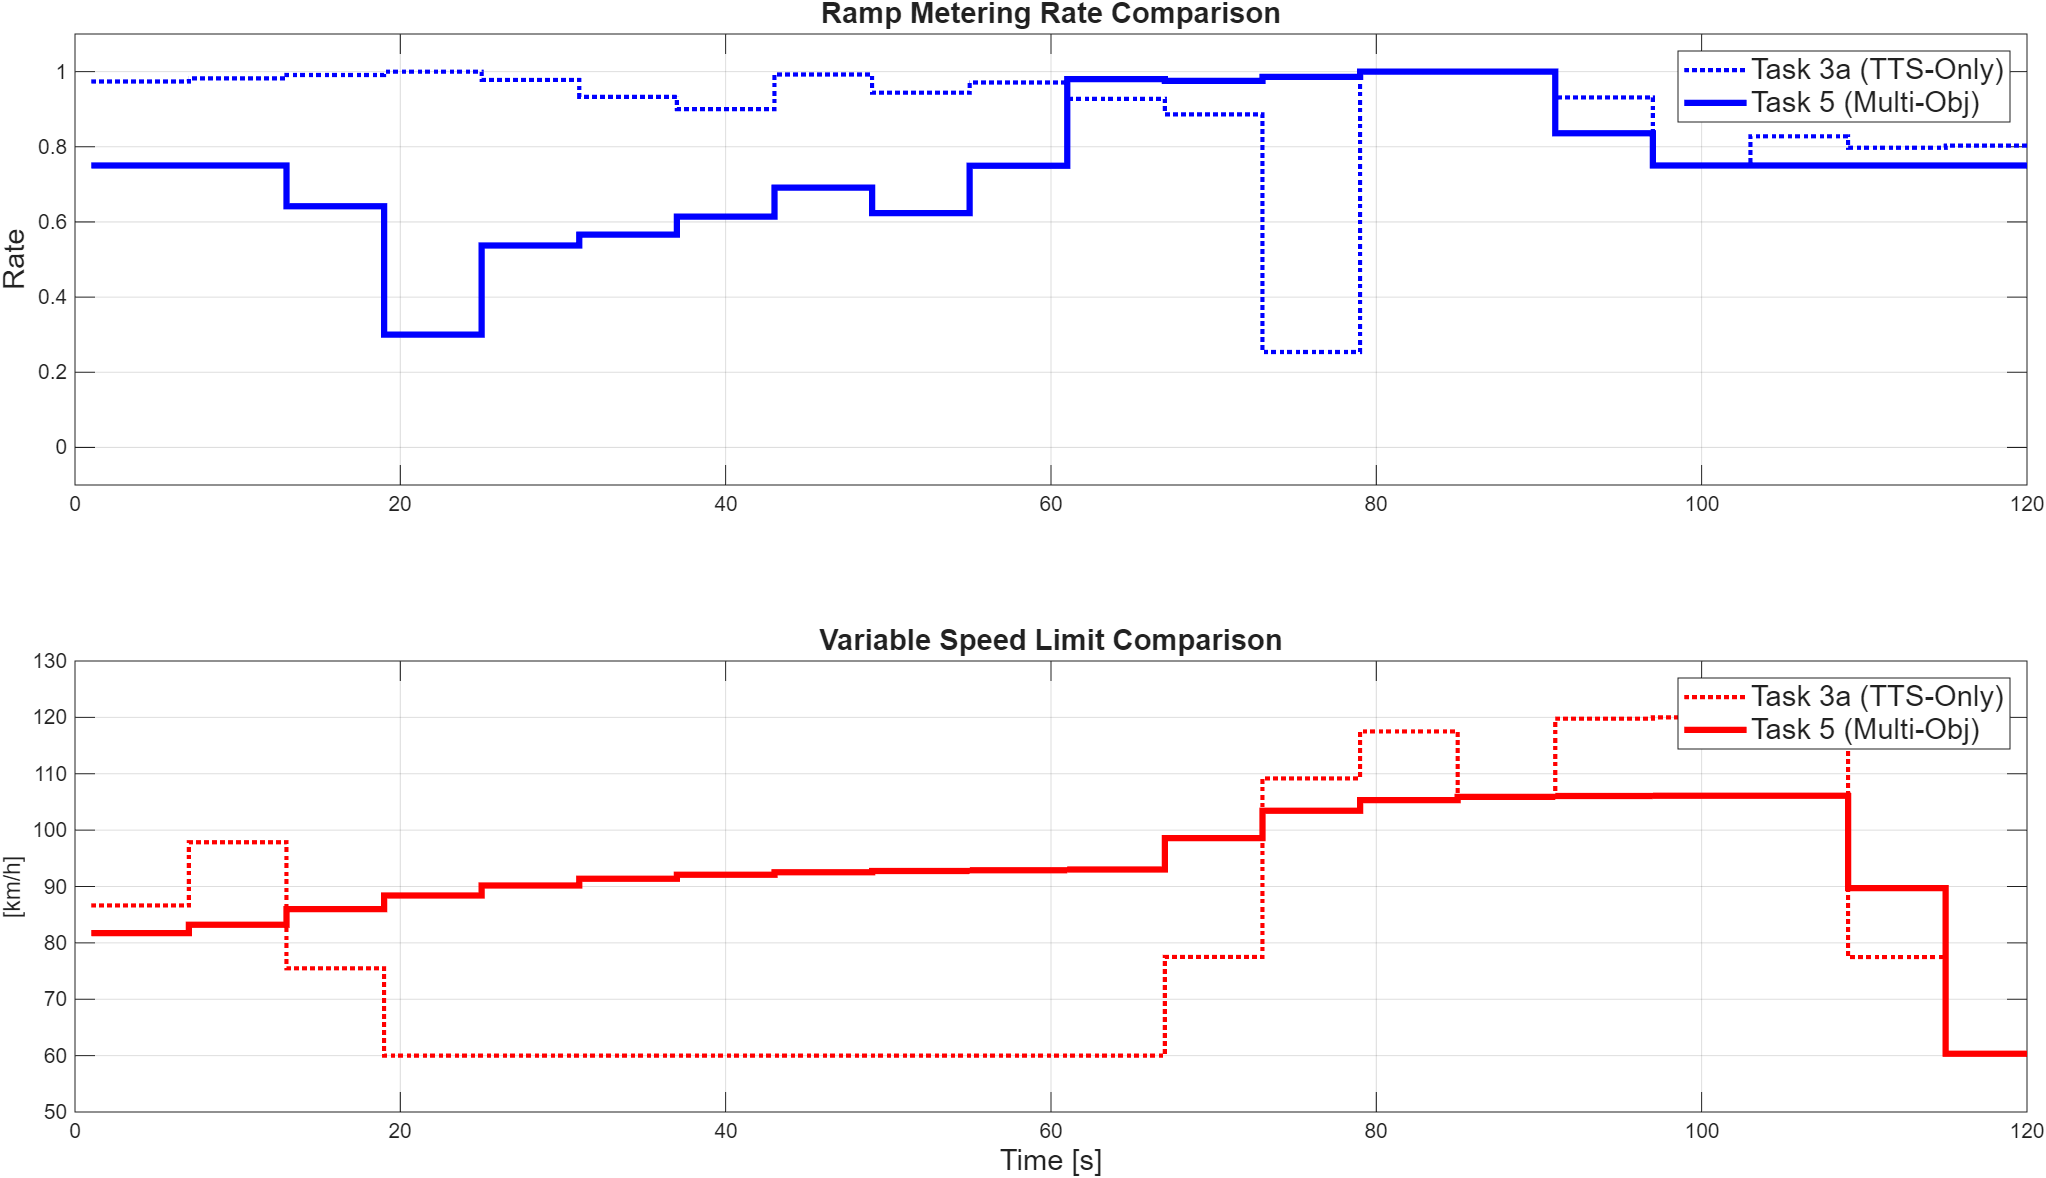 Ramp Metering Rate Comparison
Rate
1
0.8
0.6
0.4
0.2
0
0 20 40 60 80 100 120
Task 3a (TTS-Only)
Task 5 (Multi-Obj)
Variable Speed Limit Comparison
[km/h]
130
120
110
100
90
80
70
60
50
0 20 40 60 80 100 120
Task 3a (TTS-Only)
Task 5 (Multi-Obj)
Time [s]